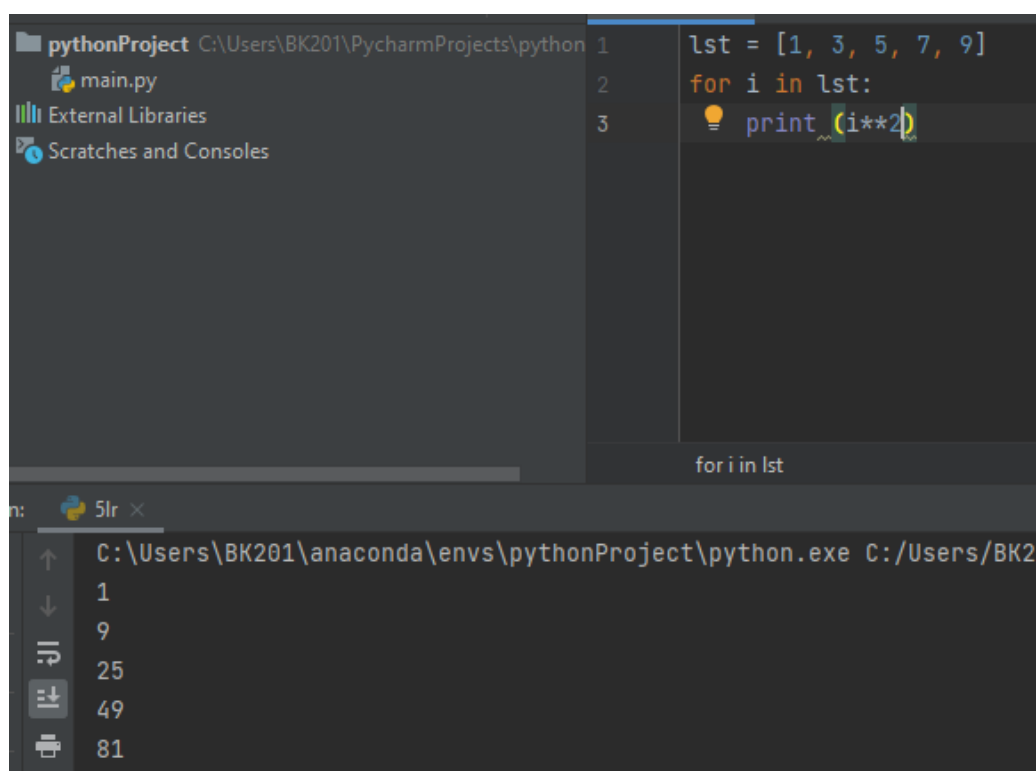 pythonProject C:\Users\BK201\PycharmProjects\python
main.py
External Libraries
Scratches and Consoles
1 lst = [1, 3, 5, 7, 9]
2 for i in lst:
3 print (i**2)
for i in lst
n: 5lr
C:\Users\BK201\anaconda\envs\pythonProject\python.exe C:/Users/BK2
1
9
25
49
81